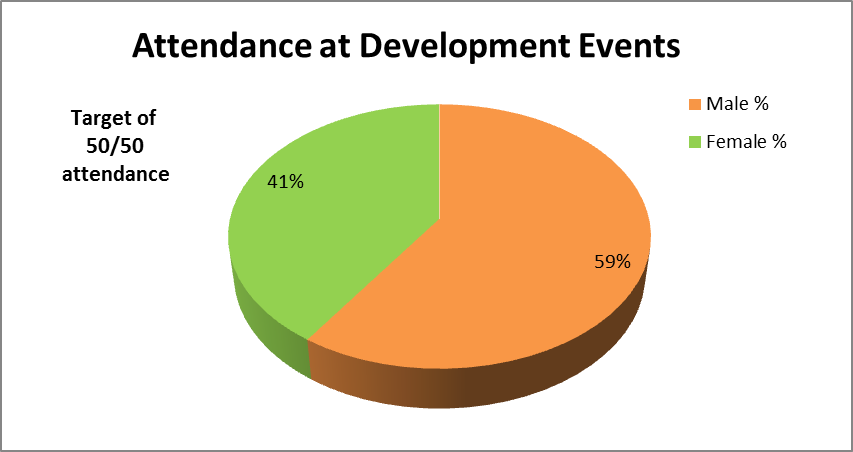 Attendance at Development Events
Target of
50/50
attendance
Male %
Female %
41%
59%